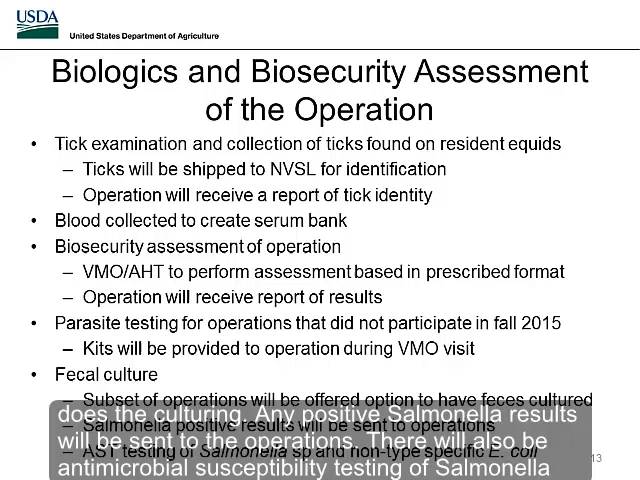 USDA
United States Department of Agriculture
Biologics and Biosecurity Assessment
of the Operation
• Tick examination and collection of ticks found on resident equids
– Ticks will be shipped to NVSL for identification
– Operation will receive a report of tick identity
• Blood collected to create serum bank
• Biosecurity assessment of operation
– VMO/AHT to perform assessment based in prescribed format
– Operation will receive report of results
• Parasite testing for operations that did not participate in fall 2015
– Kits will be provided to operation during VMO visit
• Fecal culture
– Subset of operations will be offered option to have feces cultured
– Salmonella positive results will be sent to operations
– AST testing of Salmonella sp and non-type specific E. coli
does the culturing. Any positive Salmonella results
will be sent to the operations. There will also be
antimicrobial susceptibility testing of Salmonella
13